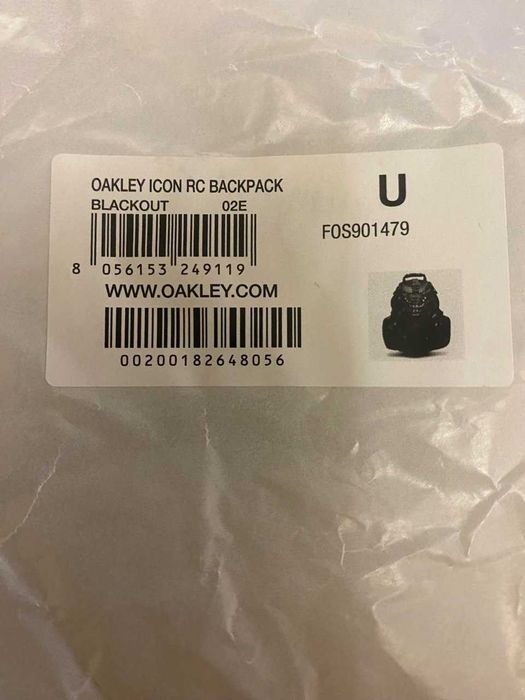 OAKLEY ICON RC BACKPACK
BLACKOUT 02E
U
FOS901479
8 056153 249119
WWW.OAKLEY.COM
00200182648056